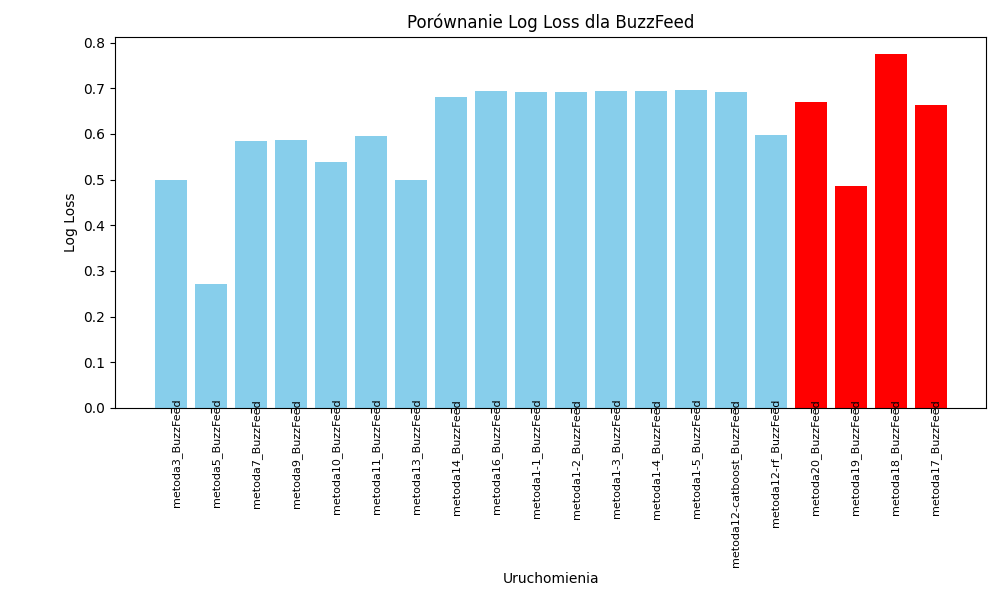 Porównanie Log Loss dla BuzzFeed
Log Loss
0.8
0.7
0.6
0.5
0.4
0.3
0.2
0.1
0.0
metoda3_BuzzFeed
metoda5_BuzzFeed
metoda7_BuzzFeed
metoda9_BuzzFeed
metoda10_BuzzFeed
metoda11_BuzzFeed
metoda13_BuzzFeed
metoda14_BuzzFeed
metoda16_BuzzFeed
metoda1-1_BuzzFeed
metoda1-2_BuzzFeed
metoda1-3_BuzzFeed
metoda1-4_BuzzFeed
metoda1-5_BuzzFeed
metoda12-catboost_BuzzFeed
metoda12-rf_BuzzFeed
metoda20_BuzzFeed
metoda19_BuzzFeed
metoda18_BuzzFeed
metoda17_BuzzFeed
Uruchomienia